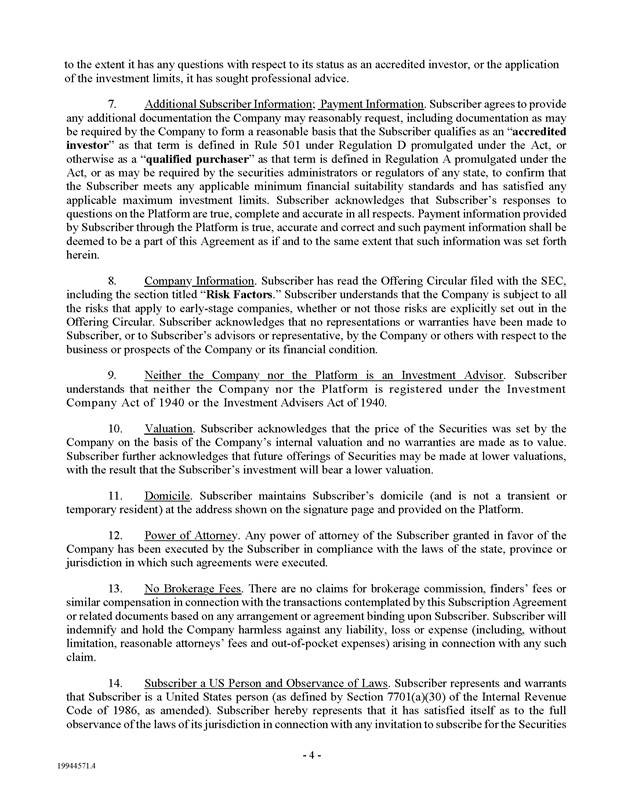 to the extent it has any questions with respect to its status as an accredited investor, or the application
of the investment limits, it has sought professional advice.
7. Additional Subscriber Information; Payment Information. Subscriber agrees to provide
any additional documentation the Company may reasonably request, including documentation as may
be required by the Company to form a reasonable basis that the Subscriber qualifies as an “accredited
investor” as that term is defined in Rule 501 under Regulation D promulgated under the Act, or
otherwise as a “qualified purchaser” as that term is defined in Regulation A promulgated under the
Act, or as may be required by the securities administrators or regulators of any state, to confirm that
the Subscriber meets any applicable minimum financial suitability standards and has satisfied any
applicable maximum investment limits. Subscriber acknowledges that Subscriber’s responses to
questions on the Platform are true, complete and accurate in all respects. Payment information provided
by Subscriber through the Platform is true, accurate and correct and such payment information shall be
deemed to be a part of this Agreement as if and to the same extent that such information was set forth
herein.
8. Company Information. Subscriber has read the Offering Circular filed with the SEC,
including the section titled “Risk Factors.” Subscriber understands that the Company is subject to all
the risks that apply to early-stage companies, whether or not those risks are explicitly set out in the
Offering Circular. Subscriber acknowledges that no representations or warranties have been made to
Subscriber, or to Subscriber’s advisors or representative, by the Company or others with respect to the
business or prospects of the Company or its financial condition.
9. Neither the Company nor the Platform is an Investment Advisor. Subscriber
understands that neither the Company nor the Platform is registered under the Investment
Company Act of 1940 or the Investment Advisers Act of 1940.
10. Valuation. Subscriber acknowledges that the price of the Securities was set by the
Company on the basis of the Company’s internal valuation and no warranties are made as to value.
Subscriber further acknowledges that future offerings of Securities may be made at lower valuations,
with the result that the Subscriber’s investment will bear a lower valuation.
11. Domicile. Subscriber maintains Subscriber’s domicile (and is not a transient or
temporary resident) at the address shown on the signature page and provided on the Platform.
12. Power of Attorney. Any power of attorney of the Subscriber granted in favor of the
Company has been executed by the Subscriber in compliance with the laws of the state, province or
jurisdiction in which such agreements were executed.
13. No Brokerage Fees. There are no claims for brokerage commission, finders’ fees or
similar compensation in connection with the transactions contemplated by this Subscription Agreement
or related documents based on any arrangement or agreement binding upon Subscriber. Subscriber will
indemnify and hold the Company harmless against any liability, loss or expense (including, without
limitation, reasonable attorneys’ fees and out-of-pocket expenses) arising in connection with any such
claim.
14. Subscriber a US Person and Observance of Laws. Subscriber represents and warrants
that Subscriber is a United States person (as defined by Section 7701(a)(30) of the Internal Revenue
Code of 1986, as amended). Subscriber hereby represents that it has satisfied itself as to the full
observance of the laws of its jurisdiction in connection with any invitation to subscribe for the Securities
- 4 -
19944571.4